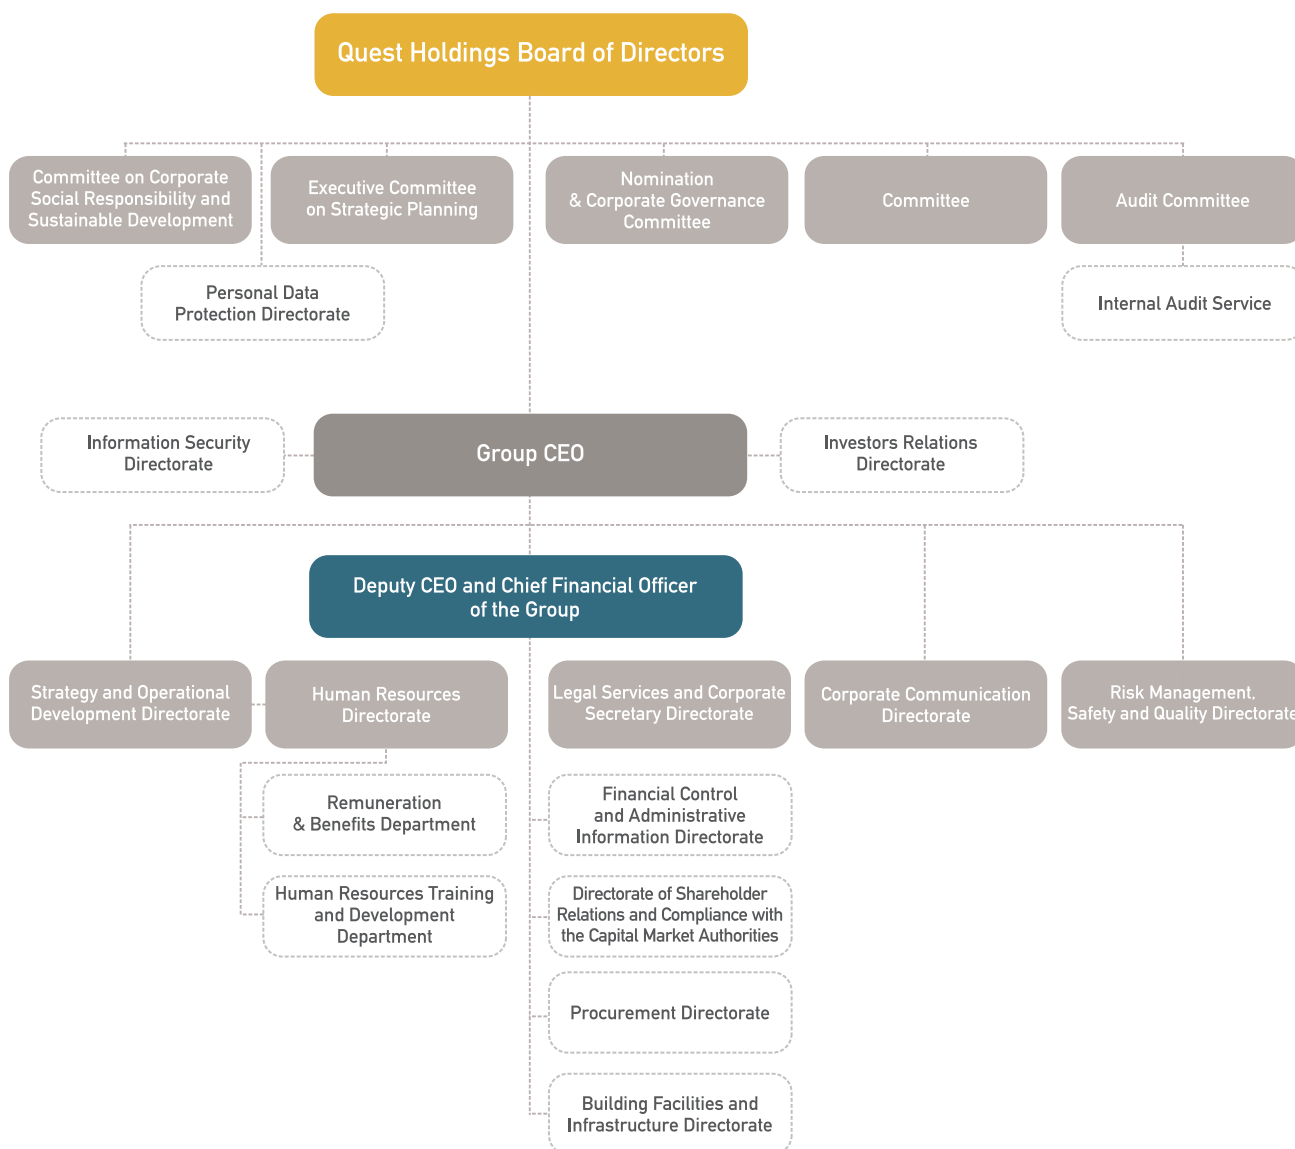 Quest Holdings Board of Directors
Committee on Corporate
Social Responsibility and
Sustainable Development
Executive Committee
on Strategic Planning
Nomination
& Corporate Governance
Committee
Committee
Audit Committee
Personal Data
Protection Directorate
Internal Audit Service
Information Security
Directorate
Group CEO
Investors Relations
Directorate
Deputy CEO and Chief Financial Officer
of the Group
Strategy and Operational
Development Directorate
Human Resources
Directorate
Legal Services and Corporate
Secretary Directorate
Corporate Communication
Directorate
Risk Management,
Safety and Quality Directorate
Remuneration
& Benefits Department
Financial Control
and Administrative
Information Directorate
Human Resources Training
and Development
Department
Directorate of Shareholder
Relations and Compliance with
the Capital Market Authorities
Procurement Directorate
Building Facilities and
Infrastructure Directorate